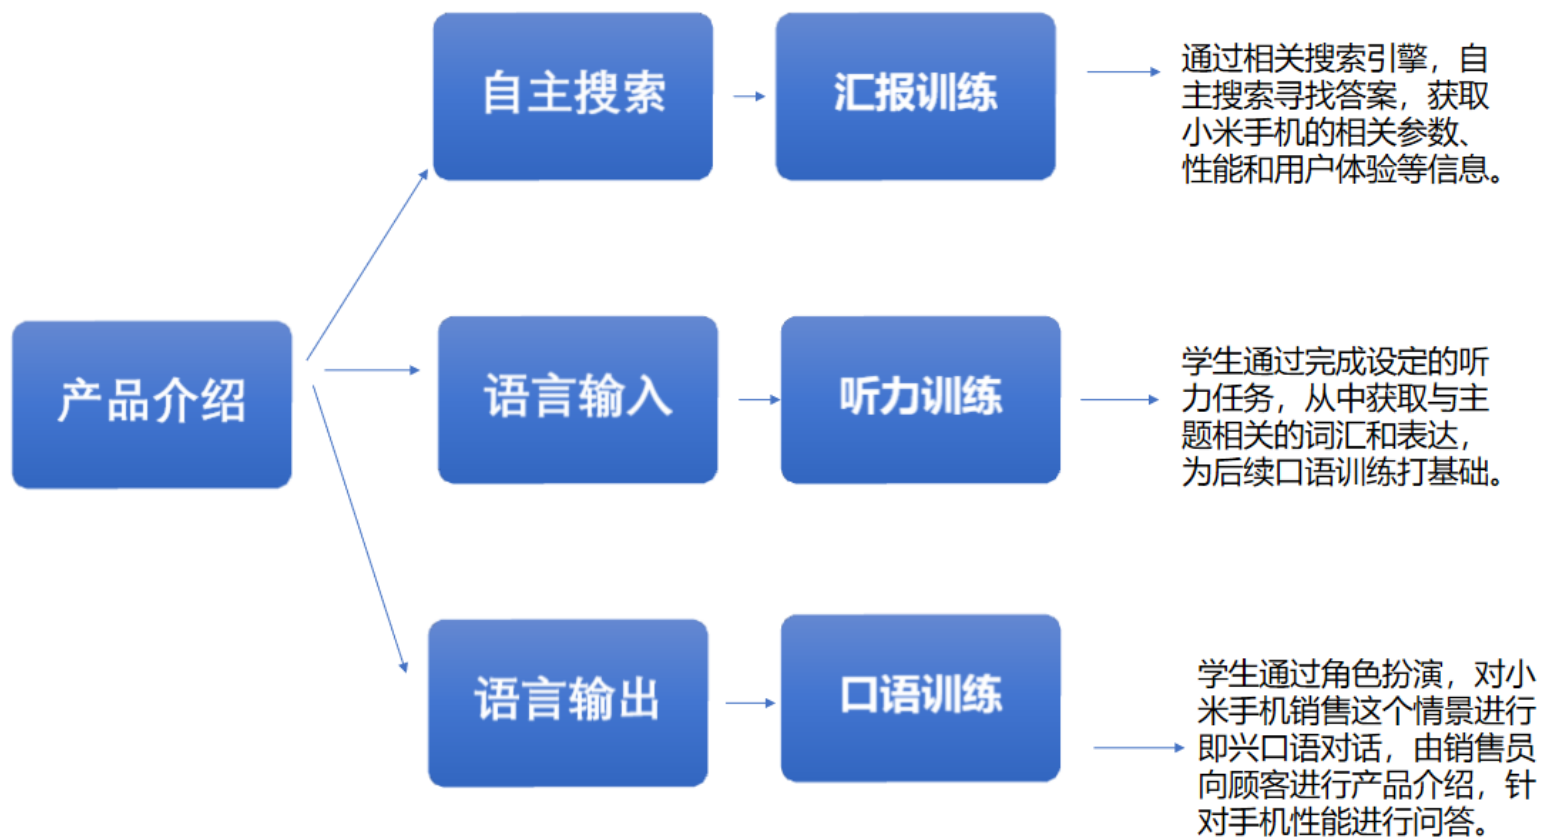 自主搜索
汇报训练
通过相关搜索引擎，自
主搜索寻找答案，获取
小米手机的相关参数、
性能和用户体验等信息。
产品介绍
语言输入
听力训练
学生通过完成设定的听
力任务，从中获取与主
题相关的词汇和表达，
为后续口语训练打基础。
语言输出
口语训练
学生通过角色扮演，对小
米手机销售这个情景进行
即兴口语对话，由销售员
向顾客进行产品介绍，针
对手机性能进行问答。